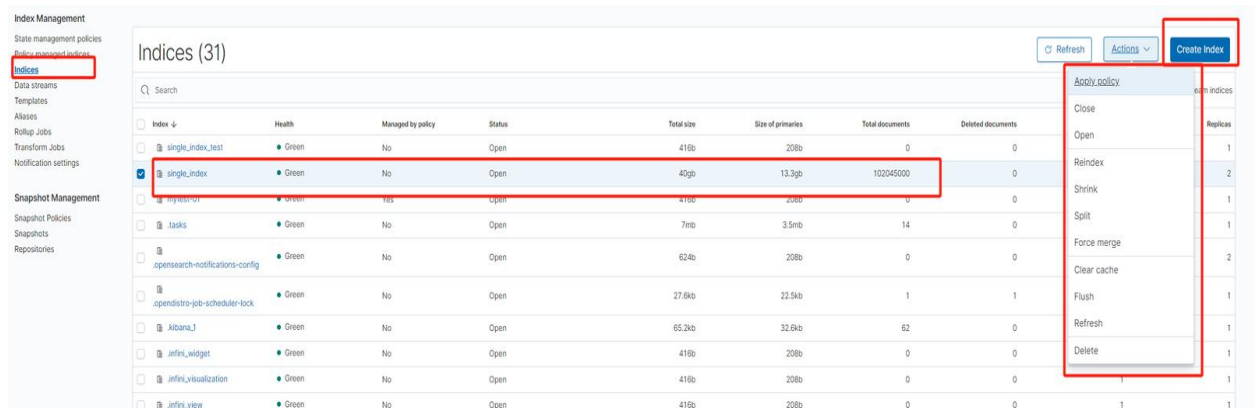 Index Management
State management policies
Policy managed indices
Indices
Data streams
Templates
Aliases
Rollup Jobs
Transform Jobs
Notification settings
Snapshot Management
Snapshot Policies
Snapshots
Repositories
Indices (31)
Refresh
Actions
Create Index
Search
Apply policy
Close
Open
Reindex
Shrink
Split
Force merge
Clear cache
Flush
Refresh
Delete
indices
Index Health Managed by policy Status Total size Size of primaries Total documents Deleted documents Replicas
single_index_test Green No Open 416b 208b 0 0 1
single_index Green No Open 40gb 13.3gb 102045000 0 2
mytest-01 Green Yes Open 416b 208b 0 0 1
.tasks Green No Open 7mb 3.5mb 14 0 1
.opensearch-notifications-config Green No Open 624b 208b 0 0 2
.opendistro-job-scheduler-lock Green No Open 27.6kb 22.5kb 1 1 1
.kibana_1 Green No Open 65.2kb 32.6kb 62 0 1
.infini_widget Green No Open 416b 208b 0 0 1
.infini_visualization Green No Open 416b 208b 0 0 1 1
.infini_view Green No Open 416b 208b 0 0 1 1